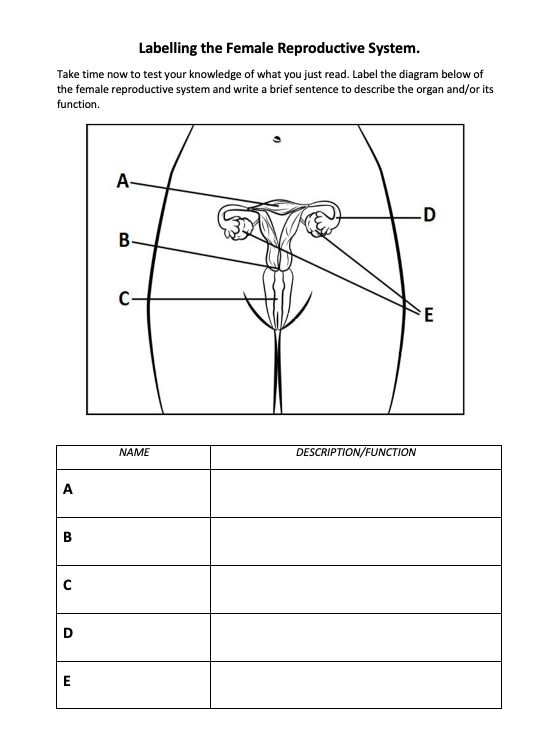 Labelling the Female Reproductive System.
Take time now to test your knowledge of what you just read. Label the diagram below of
the female reproductive system and write a brief sentence to describe the organ and/or its
function.
A
D
B
C
E
NAME DESCRIPTION/FUNCTION
A
B
C
D
E